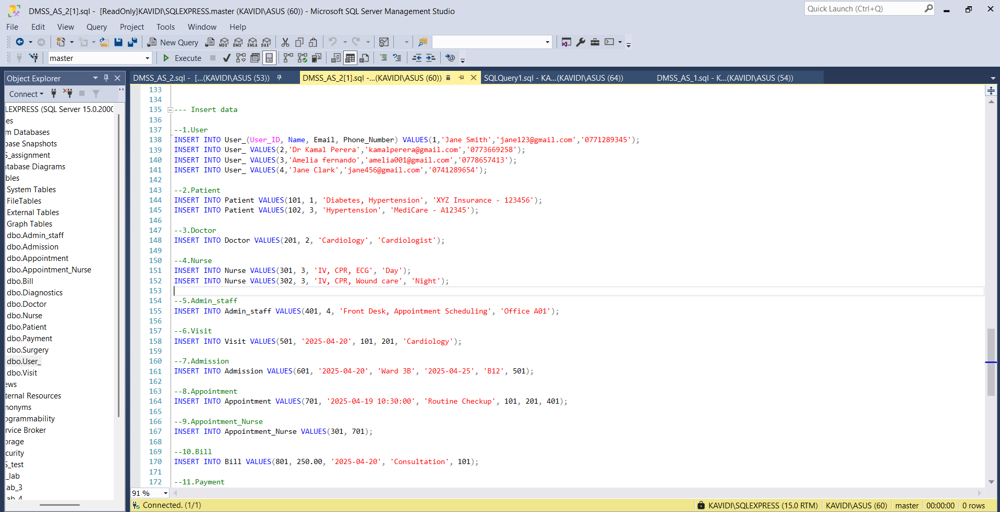 DMSS_AS_2[1].sql - [ReadOnly]KAVIDI\SQLEXPRESS.master (KAVIDI\ASUS (60)) - Microsoft SQL Server Management Studio
Quick Launch (Ctrl+Q)
File Edit View Query Project Tools Window Help
New Query MDX DMX XMLA DAX
master Execute
Object Explorer
DMSS_AS_2.sql - [...(KAVIDI\ASUS (53))
DMSS_AS_2[1].sql -...(KAVIDI\ASUS (60))
SQLQuery1.sql - KA...(KAVIDI\ASUS (64))
DMSS_AS_1.sql - K...(KAVIDI\ASUS (54))
Connect
LEXPRESS (SQL Server 15.0.2000
es
m Databases
base Snapshots
S_assignment
atabase Diagrams
bles
System Tables
FileTables
External Tables
Graph Tables
dbo.Admin_staff
dbo.Admission
dbo.Appointment
dbo.Appointment_Nurse
dbo.Bill
dbo.Diagnostics
dbo.Doctor
dbo.Nurse
dbo.Patient
dbo.Payment
dbo.Surgery
dbo.User_
dbo.Visit
ews
ternal Resources
nonyms
ogrammability
rvice Broker
orage
curity
S_test
_lab
ab_3
ab_4
133
134
135 --- Insert data
136
137 --1.User
138 INSERT INTO User_(User_ID, Name, Email, Phone_Number) VALUES(1,'Jane Smith','jane123@gmail.com','0771289345');
139 INSERT INTO User_ VALUES(2,'Dr Kamal Perera','kamalperera@gmail.com','0773669258');
140 INSERT INTO User_ VALUES(3,'Amelia fernando','amelia001@gmail.com','0778657413');
141 INSERT INTO User_ VALUES(4,'Jane Clark','jane456@gmail.com','0741289654');
142
143 --2.Patient
144 INSERT INTO Patient VALUES(101, 1, 'Diabetes, Hypertension', 'XYZ Insurance - 123456');
145 INSERT INTO Patient VALUES(102, 3, 'Hypertension', 'MediCare - A12345');
146
147 --3.Doctor
148 INSERT INTO Doctor VALUES(201, 2, 'Cardiology', 'Cardiologist');
149
150 --4.Nurse
151 INSERT INTO Nurse VALUES(301, 3, 'IV, CPR, ECG', 'Day');
152 INSERT INTO Nurse VALUES(302, 3, 'IV, CPR, Wound care', 'Night');
153
154 --5.Admin_staff
155 INSERT INTO Admin_staff VALUES(401, 4, 'Front Desk, Appointment Scheduling', 'Office A01');
156
157 --6.Visit
158 INSERT INTO Visit VALUES(501, '2025-04-20', 101, 201, 'Cardiology');
159
160 --7.Admission
161 INSERT INTO Admission VALUES(601, '2025-04-20', 'Ward 3B', '2025-04-25', 'B12', 501);
162
163 --8.Appointment
164 INSERT INTO Appointment VALUES(701, '2025-04-19 10:30:00', 'Routine Checkup', 101, 201, 401);
165
166 --9.Appointment_Nurse
167 INSERT INTO Appointment_Nurse VALUES(301, 701);
168
169 --10.Bill
170 INSERT INTO Bill VALUES(801, 250.00, '2025-04-20', 'Consultation', 101);
171
172 --11.Payment
91 %
Connected. (1/1)
KAVIDI\SQLEXPRESS (15.0 RTM) KAVIDI\ASUS (60) master 00:00:00 0 rows